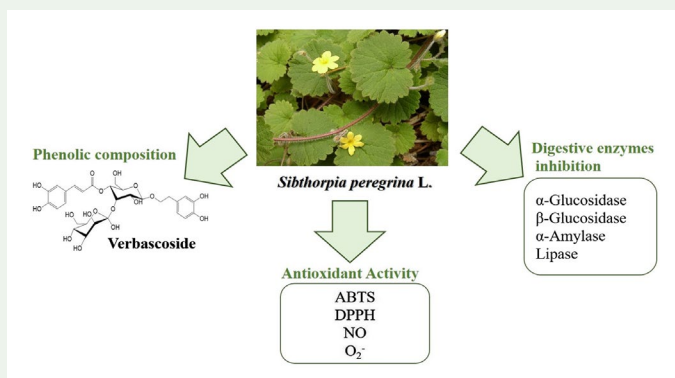 Phenolic composition
Verbascoside
Sibthorpia peregrina L.
Antioxidant Activity
ABTS
DPPH
NO
O₂⁻
Digestive enzymes
inhibition
α-Glucosidase
β-Glucosidase
α-Amylase
Lipase